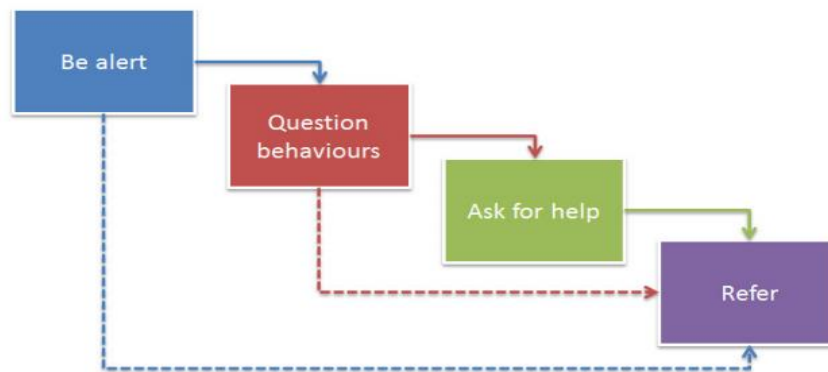 Be alert
Question
behaviours
Ask for help
Refer